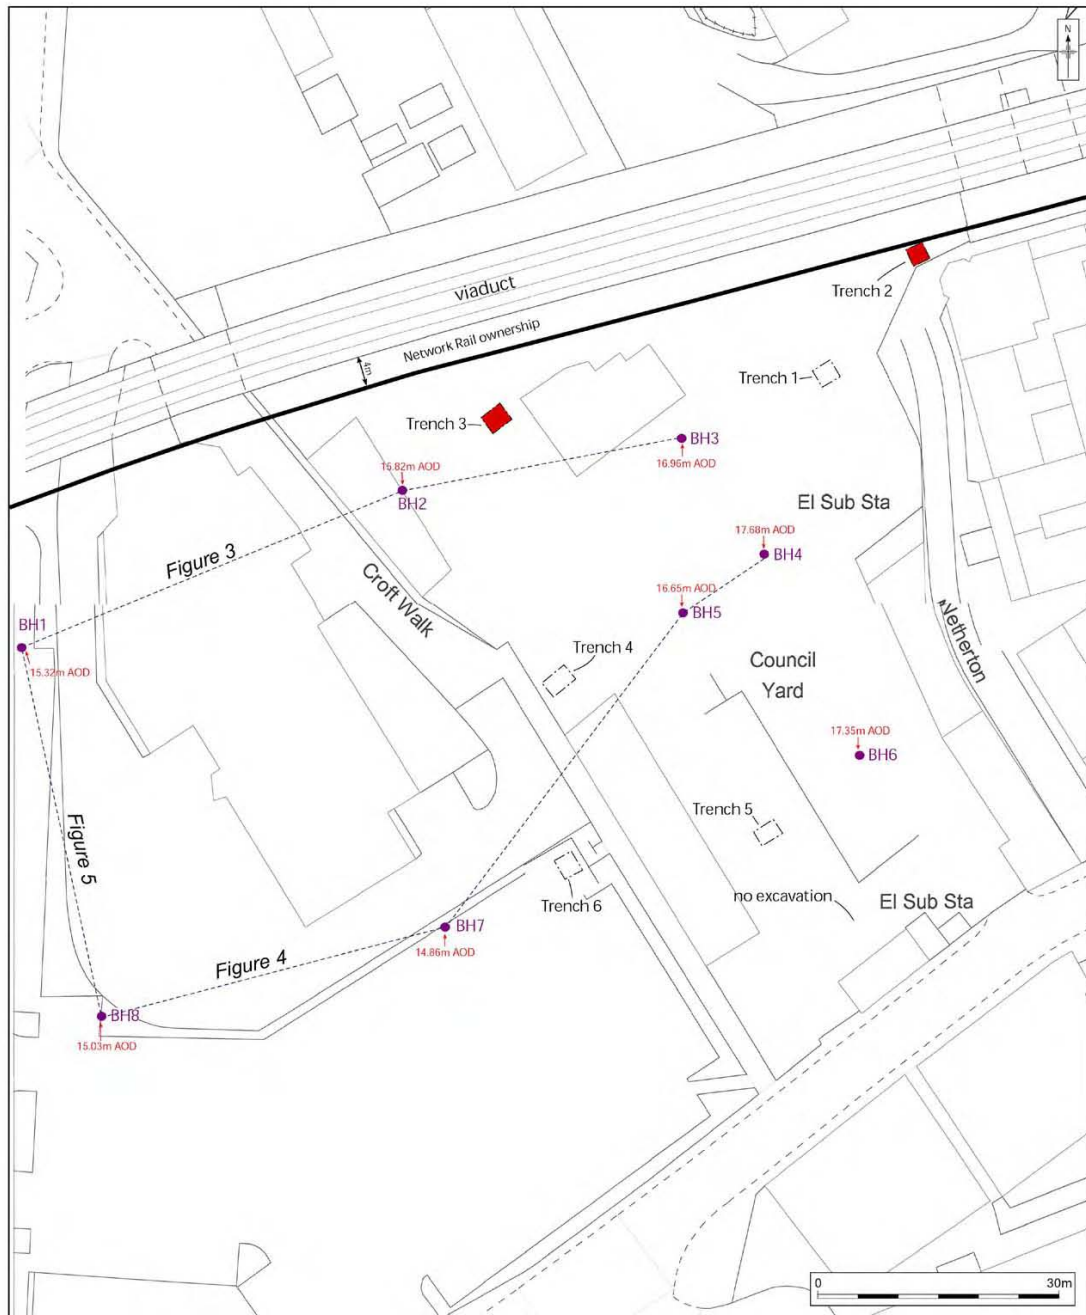 N
viaduct
Network Rail ownership
4m
Trench 2
Trench 1
Trench 3
BH3
16.96m AOD
15.82m AOD
BH2
El Sub Sta
Figure 3
17.68m AOD
BH4
Croft Walk
16.65m AOD
BH5
BH1
15.32m AOD
Netherton
Trench 4
Council
Yard
17.35m AOD
BH6
Figure 5
Trench 5
no excavation
El Sub Sta
Trench 6
BH7
14.86m AOD
Figure 4
BH8
15.03m AOD
0
30m